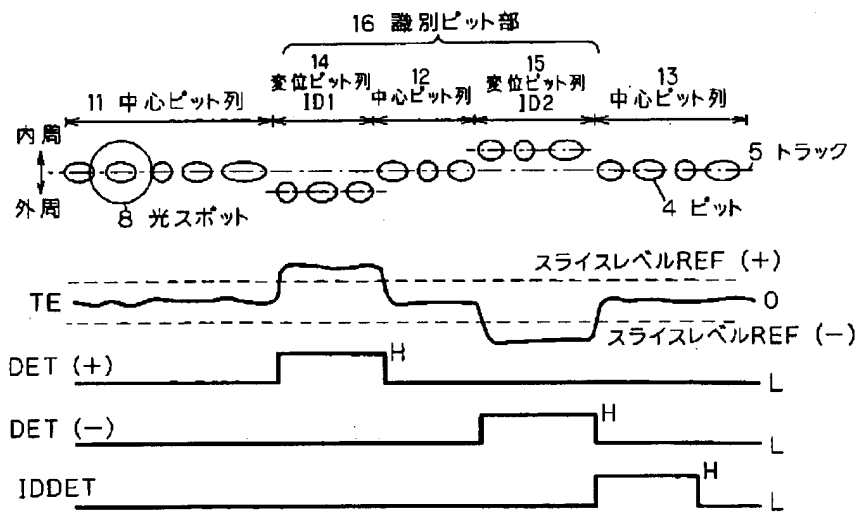 16 識別ピット部
14
変位ピット列
ID1
12
中心ピット列
15
変位ピット列
ID2
13
中心ピット列
11 中心ピット列
内周
外周
5 トラック
8 光スポット
4 ピット
スライスレベルREF (+)
TE
0
スライスレベルREF (-)
DET (+)
H
L
DET (-)
H
L
IDDET
H
L